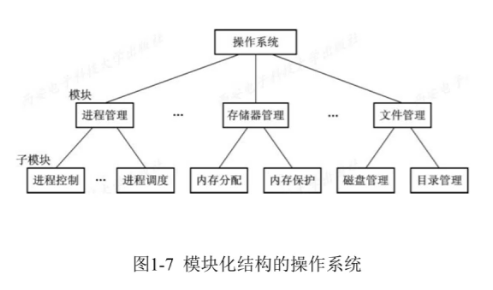 操作系统
模块
进程管理 ... 存储器管理 ... 文件管理
子模块
进程控制 ... 进程调度 内存分配 内存保护 磁盘管理 目录管理
图1-7 模块化结构的操作系统